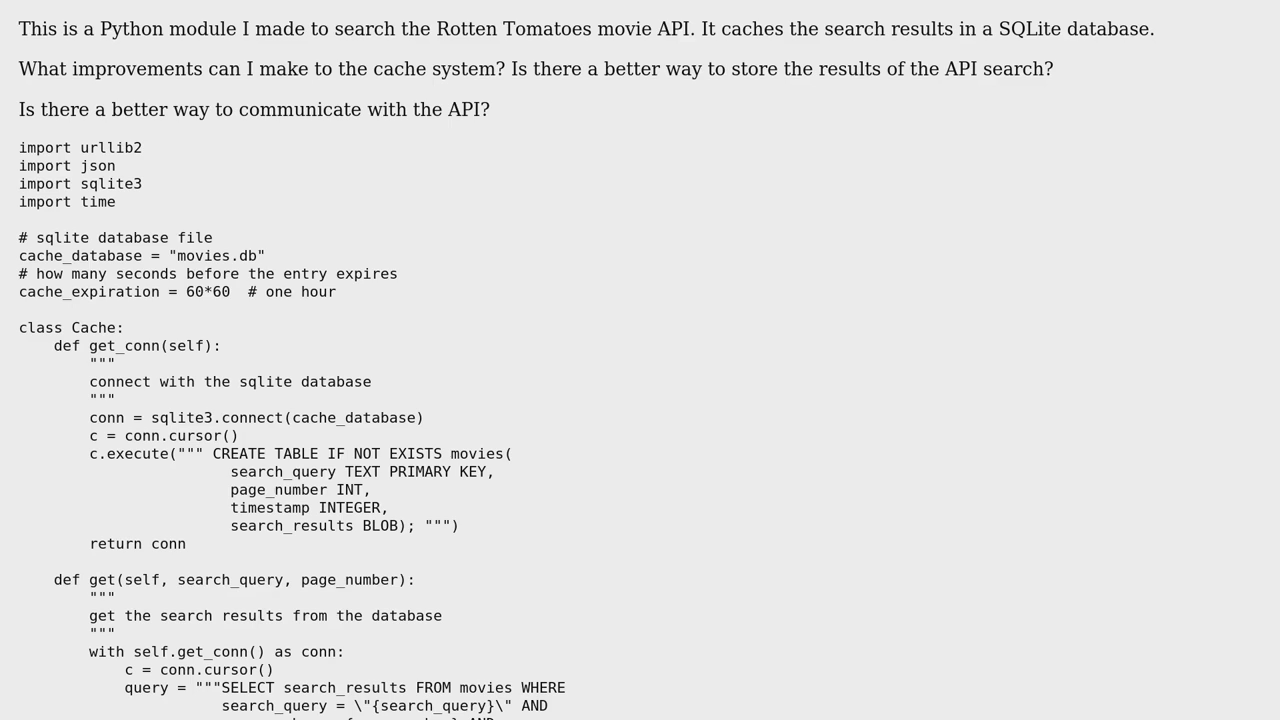 This is a Python module I made to search the Rotten Tomatoes movie API. It caches the search results in a SQLite database.
What improvements can I make to the cache system? Is there a better way to store the results of the API search?
Is there a better way to communicate with the API?
import urllib2
import json
import sqlite3
import time
# sqlite database file
cache_database = "movies.db"
# how many seconds before the entry expires
cache_expiration = 60*60  # one hour
class Cache:
    def get_conn(self):
        """
        connect with the sqlite database
        """
        conn = sqlite3.connect(cache_database)
        c = conn.cursor()
        c.execute(""" CREATE TABLE IF NOT EXISTS movies(
                        search_query TEXT PRIMARY KEY,
                        page_number INT,
                        timestamp INTEGER,
                        search_results BLOB); """)
        return conn
    def get(self, search_query, page_number):
        """
        get the search results from the database
        """
        with self.get_conn() as conn:
            c = conn.cursor()
            query = """SELECT search_results FROM movies WHERE
                       search_query = \"{search_query}\" AND